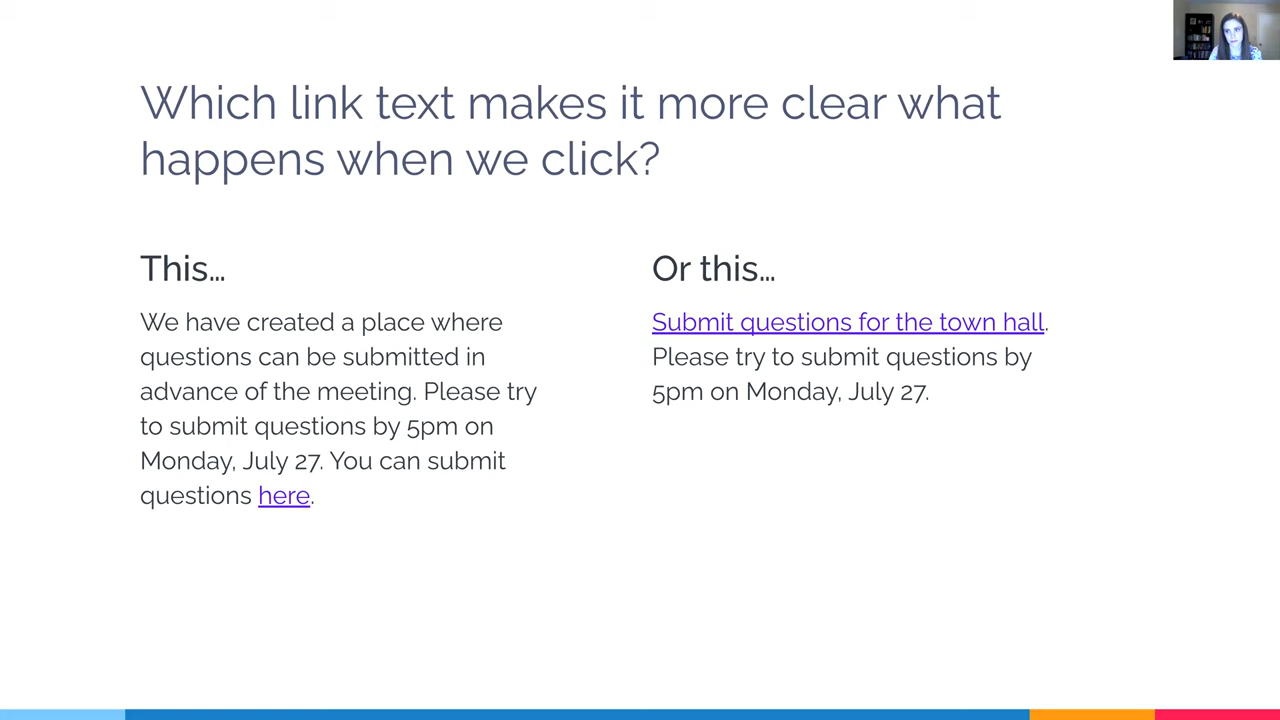 Which link text makes it more clear what
happens when we click?
This...
We have created a place where
questions can be submitted in
advance of the meeting. Please try
to submit questions by 5pm on
Monday, July 27. You can submit
questions here.
Or this...
Submit questions for the town hall.
Please try to submit questions by
5pm on Monday, July 27.